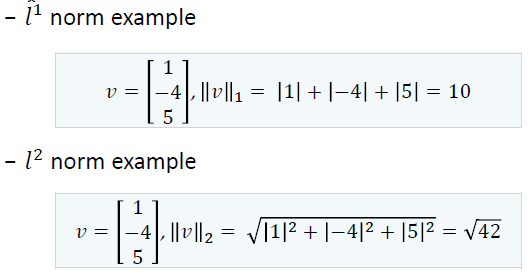 – l̂¹ norm example
v = [1 -4 5], ‖v‖₁ = |1| + |−4| + |5| = 10
– l² norm example
v = [1 -4 5], ‖v‖₂ = √(|1|² + |−4|² + |5|²) = √42